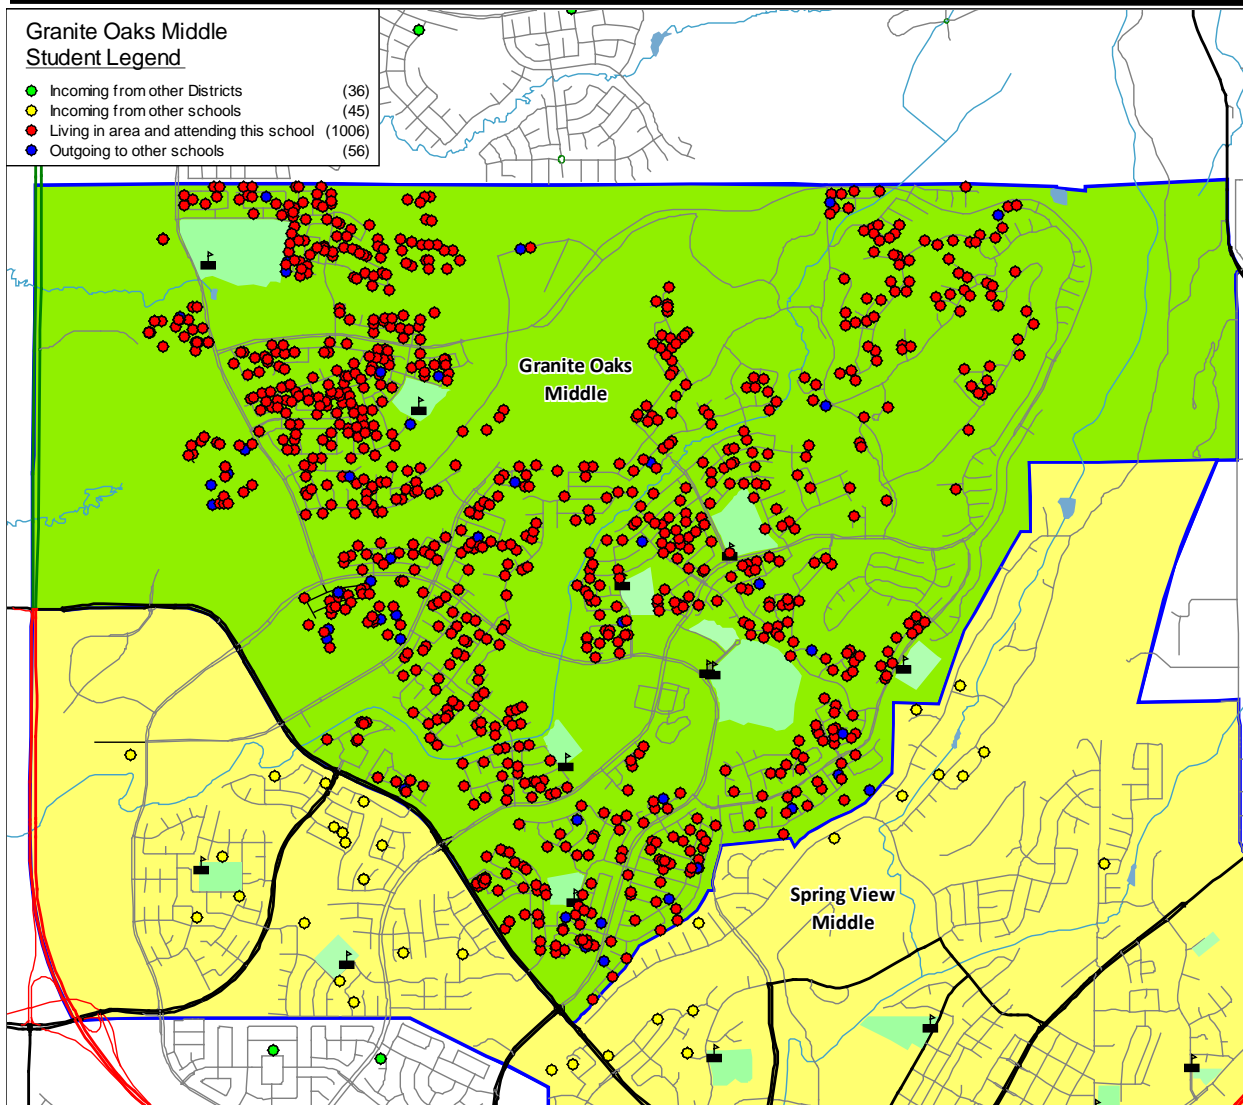 Granite Oaks Middle
Student Legend
Incoming from other Districts (36)
Incoming from other schools (45)
Living in area and attending this school (1006)
Outgoing to other schools (56)
Granite Oaks
Middle
Spring View
Middle